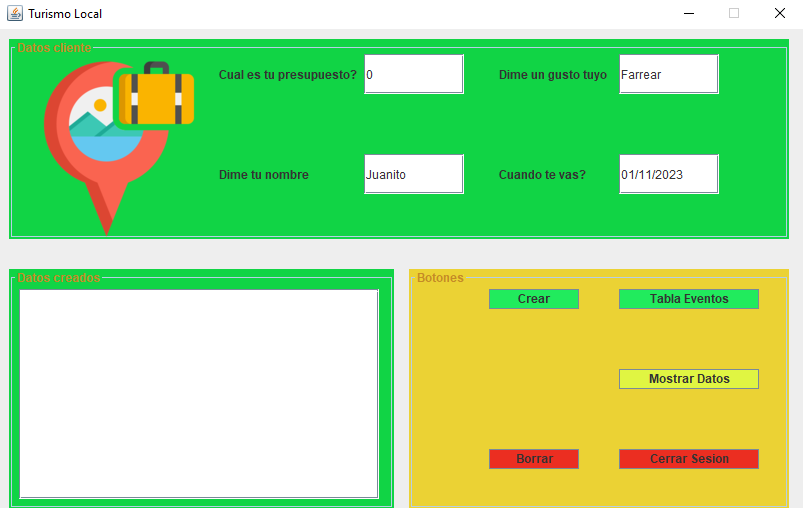 Turismo Local
Datos cliente
Cual es tu presupuesto? 0 Dime un gusto tuyo Farrear
Dime tu nombre Juanito Cuando te vas? 01/11/2023
Datos creados
Botones
Crear Tabla Eventos
Mostrar Datos
Borrar Cerrar Sesion